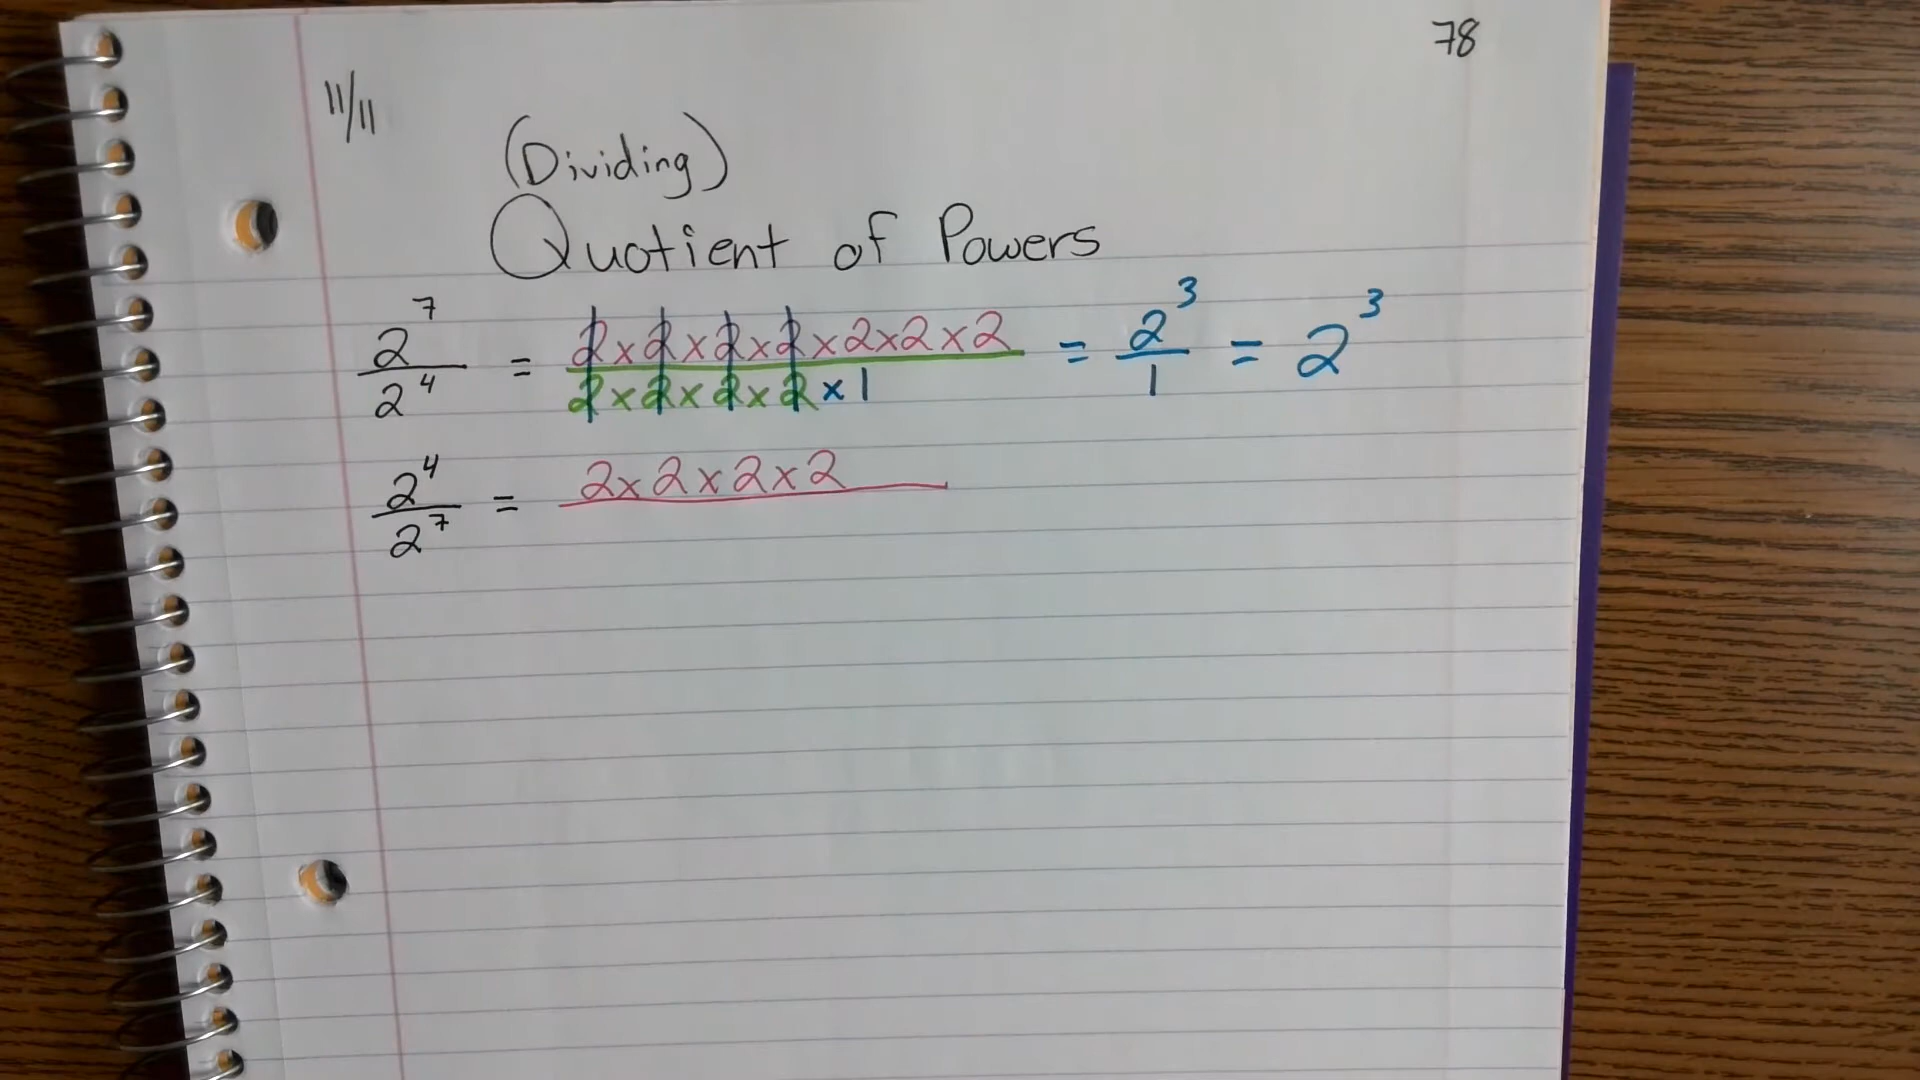 78
11/11
(Dividing)
Quotient of Powers
2^7/2^4 = 2×2×2×2×2×2×2/2×2×2×2×1 = 2^3/1 = 2^3
2^4/2^7 = 2×2×2×2